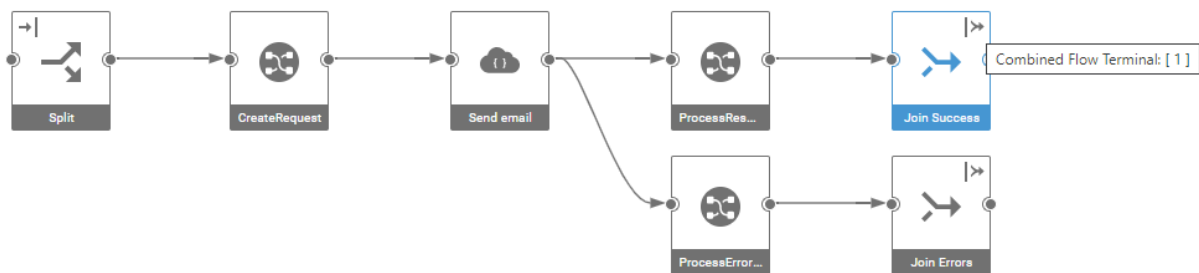 Combined Flow Terminal: [ 1 ]
Split
CreateRequest
Send email
ProcessRes...
Join Success
ProcessError...
Join Errors